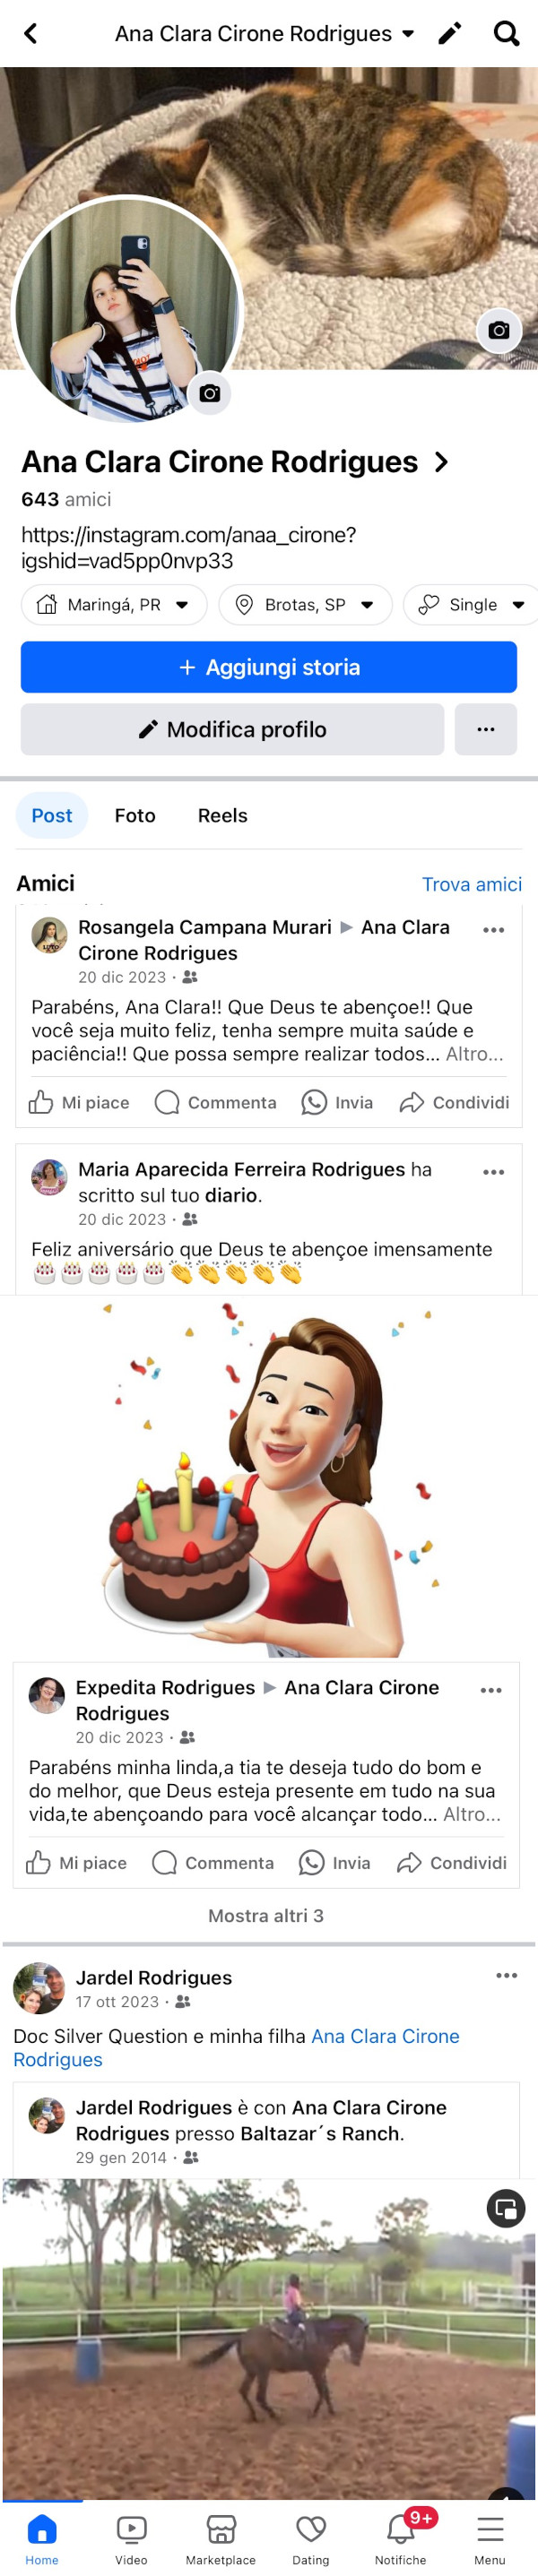 Ana Clara Cirone Rodrigues
Ana Clara Cirone Rodrigues
643 amici
https://instagram.com/anaa_cirone?
igshid=vad5pp0nvp33
Maringá, PR
Brotas, SP
Single
+ Aggiungi storia
Modifica profilo
Post
Foto
Reels
Amici
Trova amici
Rosangela Campana Murari ▶ Ana Clara
Cirone Rodrigues
20 dic 2023 ·
Parabéns, Ana Clara!! Que Deus te abençoe!! Que
você seja muito feliz, tenha sempre muita saúde e
paciência!! Que possa sempre realizar todos... Altro...
Mi piace
Commenta
Invia
Condividi
Maria Aparecida Ferreira Rodrigues ha
scritto sul tuo diario.
20 dic 2023 ·
Feliz aniversário que Deus te abençoe imensamente
🎂🎂🎂🎂🎂👏👏👏👏👏
Expedita Rodrigues ▶ Ana Clara Cirone
Rodrigues
20 dic 2023 ·
Parabéns minha linda,a tia te deseja tudo do bom e
do melhor, que Deus esteja presente em tudo na sua
vida,te abençoando para você alcançar todo... Altro...
Mi piace
Commenta
Invia
Condividi
Mostra altri 3
Jardel Rodrigues
17 ott 2023 ·
Doc Silver Question e minha filha Ana Clara Cirone
Rodrigues
Jardel Rodrigues è con Ana Clara Cirone
Rodrigues presso Baltazar´s Ranch.
29 gen 2014 ·
9+
Home
Video
Marketplace
Dating
Notifiche
Menu